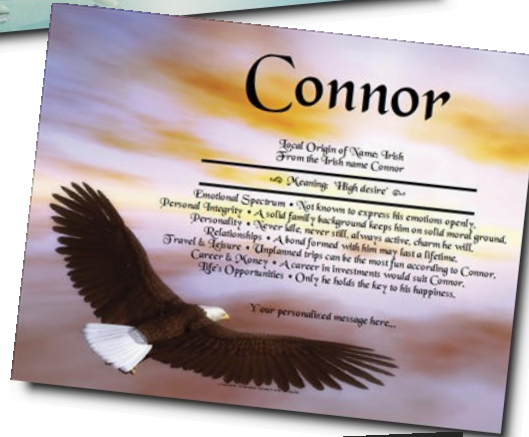 Connor
Local Origin of Name: Irish
From the Irish name Connor
Meaning: 'High desire'
Emotional Spectrum • Not known to express his emotions openly.
Personal Integrity • A solid family background keeps him on solid moral ground.
Personality • Never idle, never still, always active, charm he will.
Relationships • A bond formed with him may last a lifetime.
Travel & Leisure • Unplanned trips can be the most fun according to Connor.
Career & Money • A career in investments would suit Connor.
Life's Opportunities • Only he holds the key to his happiness.
Your personalized message here...